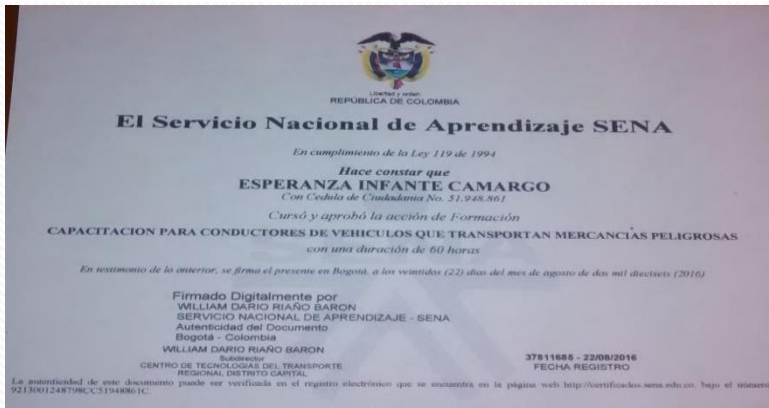 Libertad y orden
REPÚBLICA DE COLOMBIA
El Servicio Nacional de Aprendizaje SENA
En cumplimiento de la Ley 119 de 1994
Hace constar que
ESPERANZA INFANTE CAMARGO
Con Cedula de Ciudadania No. 51.948.861
Cursó y aprobó la acción de Formación
CAPACITACION PARA CONDUCTORES DE VEHICULOS QUE TRANSPORTAN MERCANCÍAS PELIGROSAS
con una duración de 60 horas
En testimonio de lo anterior, se firma el presente en Bogotá, a los veintidos (22) dias del mes de agosto de dos mil dieciseis (2016)
Firmado Digitalmente por
WILLIAM DARIO RIAÑO BARON
SERVICIO NACIONAL DE APRENDIZAJE - SENA
Autenticidad del Documento
Bogotá - Colombia
WILLIAM DARIO RIAÑO BARON
Subdirector
CENTRO DE TECNOLOGIAS DEL TRANSPORTE
REGIONAL DISTRITO CAPITAL
37811685 - 22/08/2016
FECHA REGISTRO
La autenticidad de este documento puede ser verificada en el registro electrónico que se encuentra en la página web http://certificados.sena.edu.co, bajo el número
9213001248798CC51948861C.